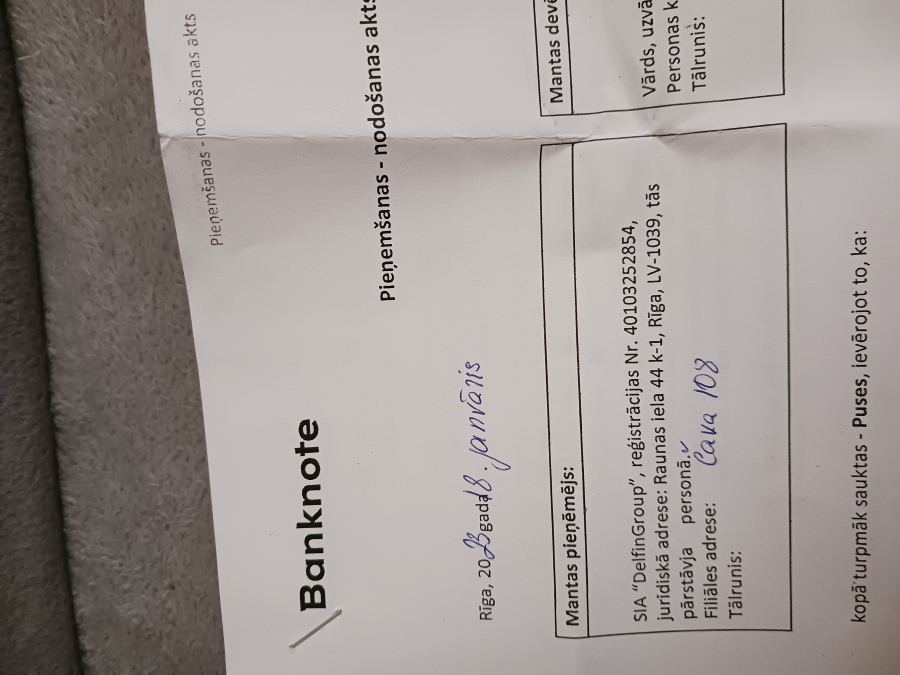 Pieņemšanas - nodošanas akts
Banknote
Pieņemšanas - nodošanas akts
Rīga, 2023 gada 18. janvāris
Mantas pieņēmējs:
SIA “DelfinGroup”, reģistrācijas Nr. 40103252854,
juridiskā adrese: Raunas iela 44 k-1, Rīga, LV-1039, tās
pārstāvja personā.
Filiāles adrese: Čaka 108
Tālrunis:
Mantas devē
Vārds, uzvā
Personas k
Tālrunis:
kopā turpmāk sauktas - Puses, ievērojot to, ka: